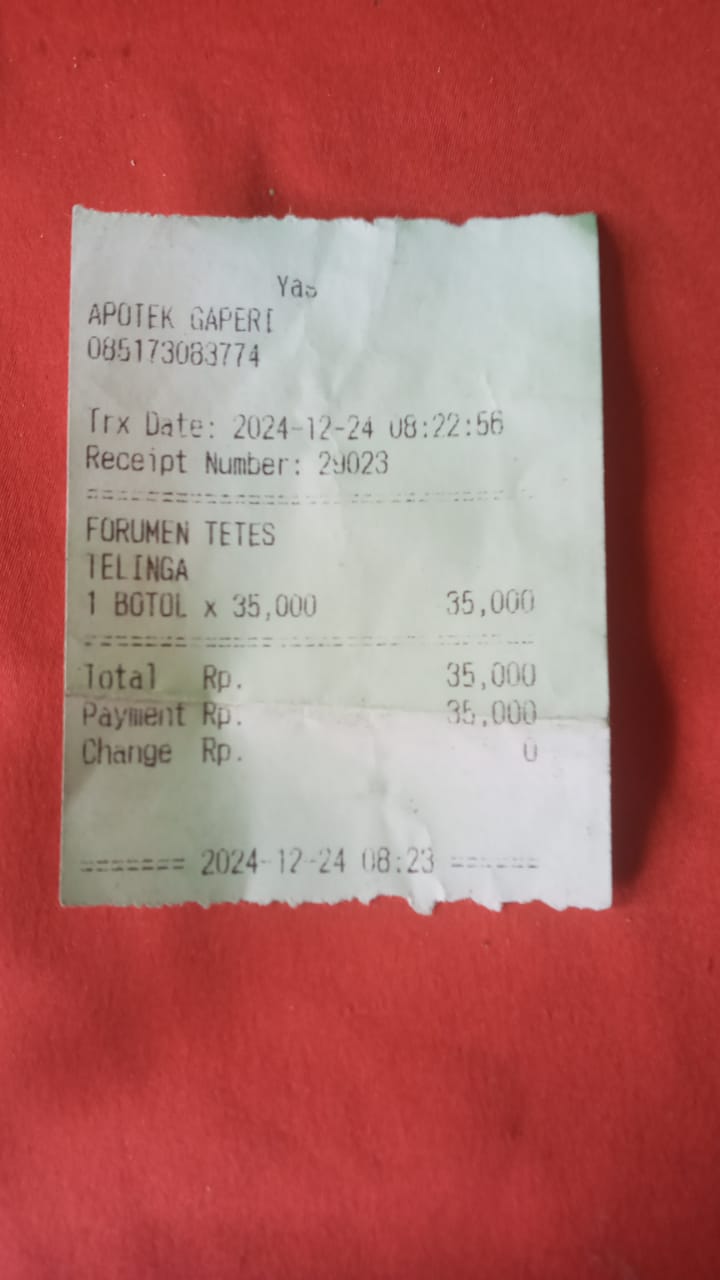 Yas
APOTEK GAPERI
085173083774
Trx Date: 2024-12-24 08:22:56
Receipt Number: 29023
===============================
FORUMEN TETES
TELINGA
1 BOTOL x 35,000 35,000
-------------------------------
Total Rp. 35,000
Payment Rp. 35,000
Change Rp. 0
======= 2024-12-24 08:23 ======